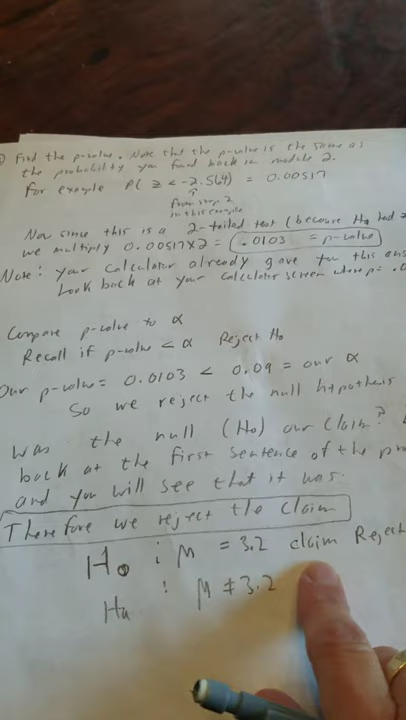 Find the p-value. Note that the p-value is the same as
the probability you found back in module 2.
For example P(z < -2.564) = 0.00517
from step 2
in this example
Now since this is a 2-tailed test (because Ha had
we multiply 0.00517x2 = .0103 = p-value
Note: your calculator already gave you this
Look back at your calculator screen where p=
Compare p-value to α
Recall if p-value < α Reject Ho
Our p-value = 0.0103 < 0.09 = our α
So we reject the null hypothesis
Was the null (Ho) our claim?
back at the first sentence of the
and you will see that it was.
Therefore we reject the claim
Ho : M = 3.2 claim Reject
Ha : M ≠ 3.2